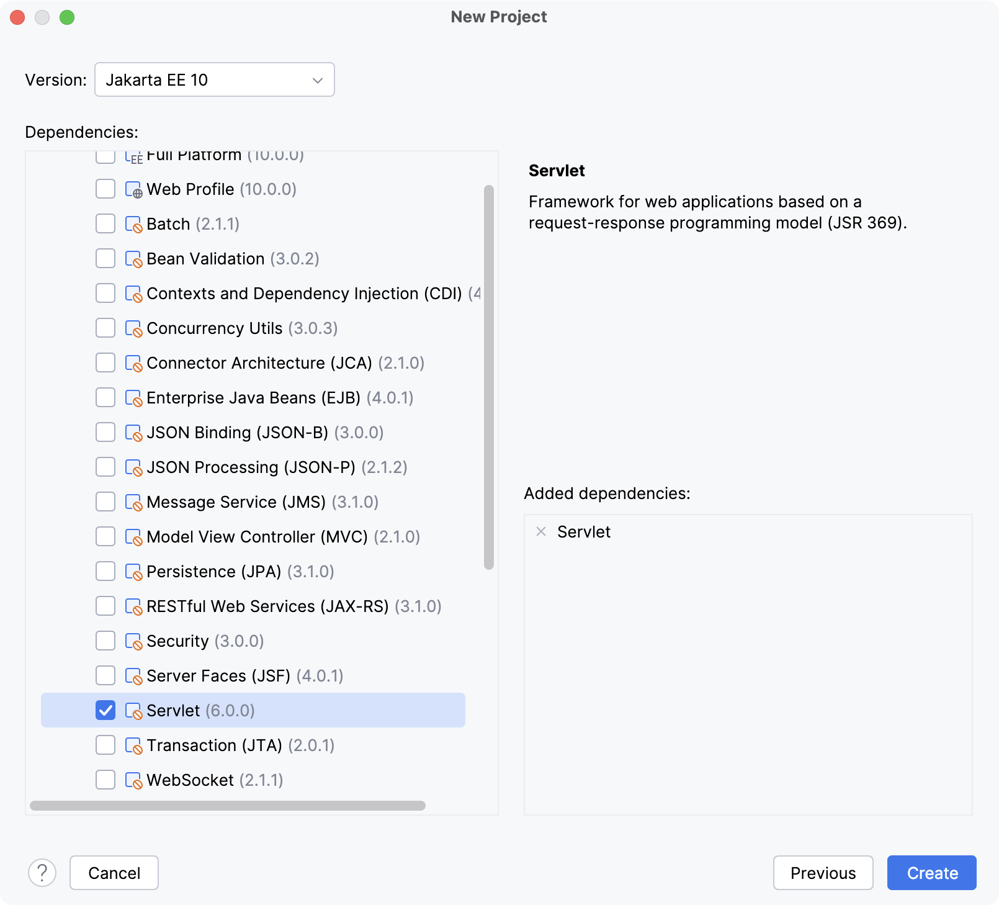 New Project
Version: Jakarta EE 10
Dependencies:
EE Full Platform (10.0.0)
Web Profile (10.0.0)
Batch (2.1.1)
Bean Validation (3.0.2)
Contexts and Dependency Injection (CDI) (4
Concurrency Utils (3.0.3)
Connector Architecture (JCA) (2.1.0)
Enterprise Java Beans (EJB) (4.0.1)
JSON Binding (JSON-B) (3.0.0)
JSON Processing (JSON-P) (2.1.2)
Message Service (JMS) (3.1.0)
Model View Controller (MVC) (2.1.0)
Persistence (JPA) (3.1.0)
RESTful Web Services (JAX-RS) (3.1.0)
Security (3.0.0)
Server Faces (JSF) (4.0.1)
Servlet (6.0.0)
Transaction (JTA) (2.0.1)
WebSocket (2.1.1)
Servlet
Framework for web applications based on a
request-response programming model (JSR 369).
Added dependencies:
Servlet
? Cancel Previous Create